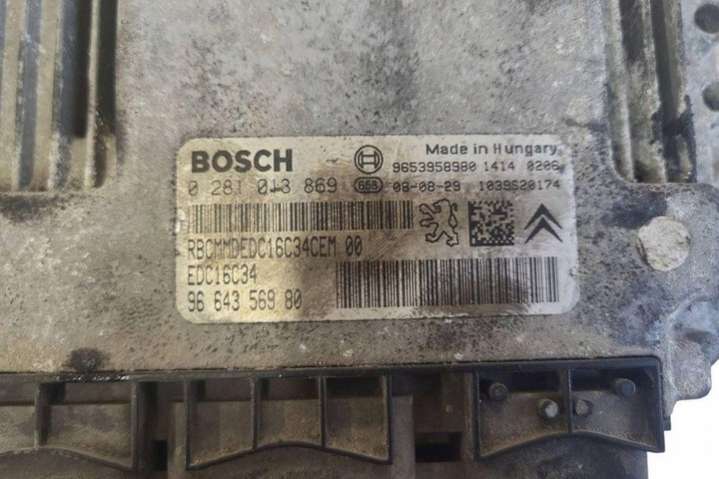 BOSCH Made in Hungary
9653958980 1414 0206
0 281 013 869 GS8 08-08-29 1039S20174
RBCMMDEDC16C34CEM 00
EDC16C34
96 643 569 80